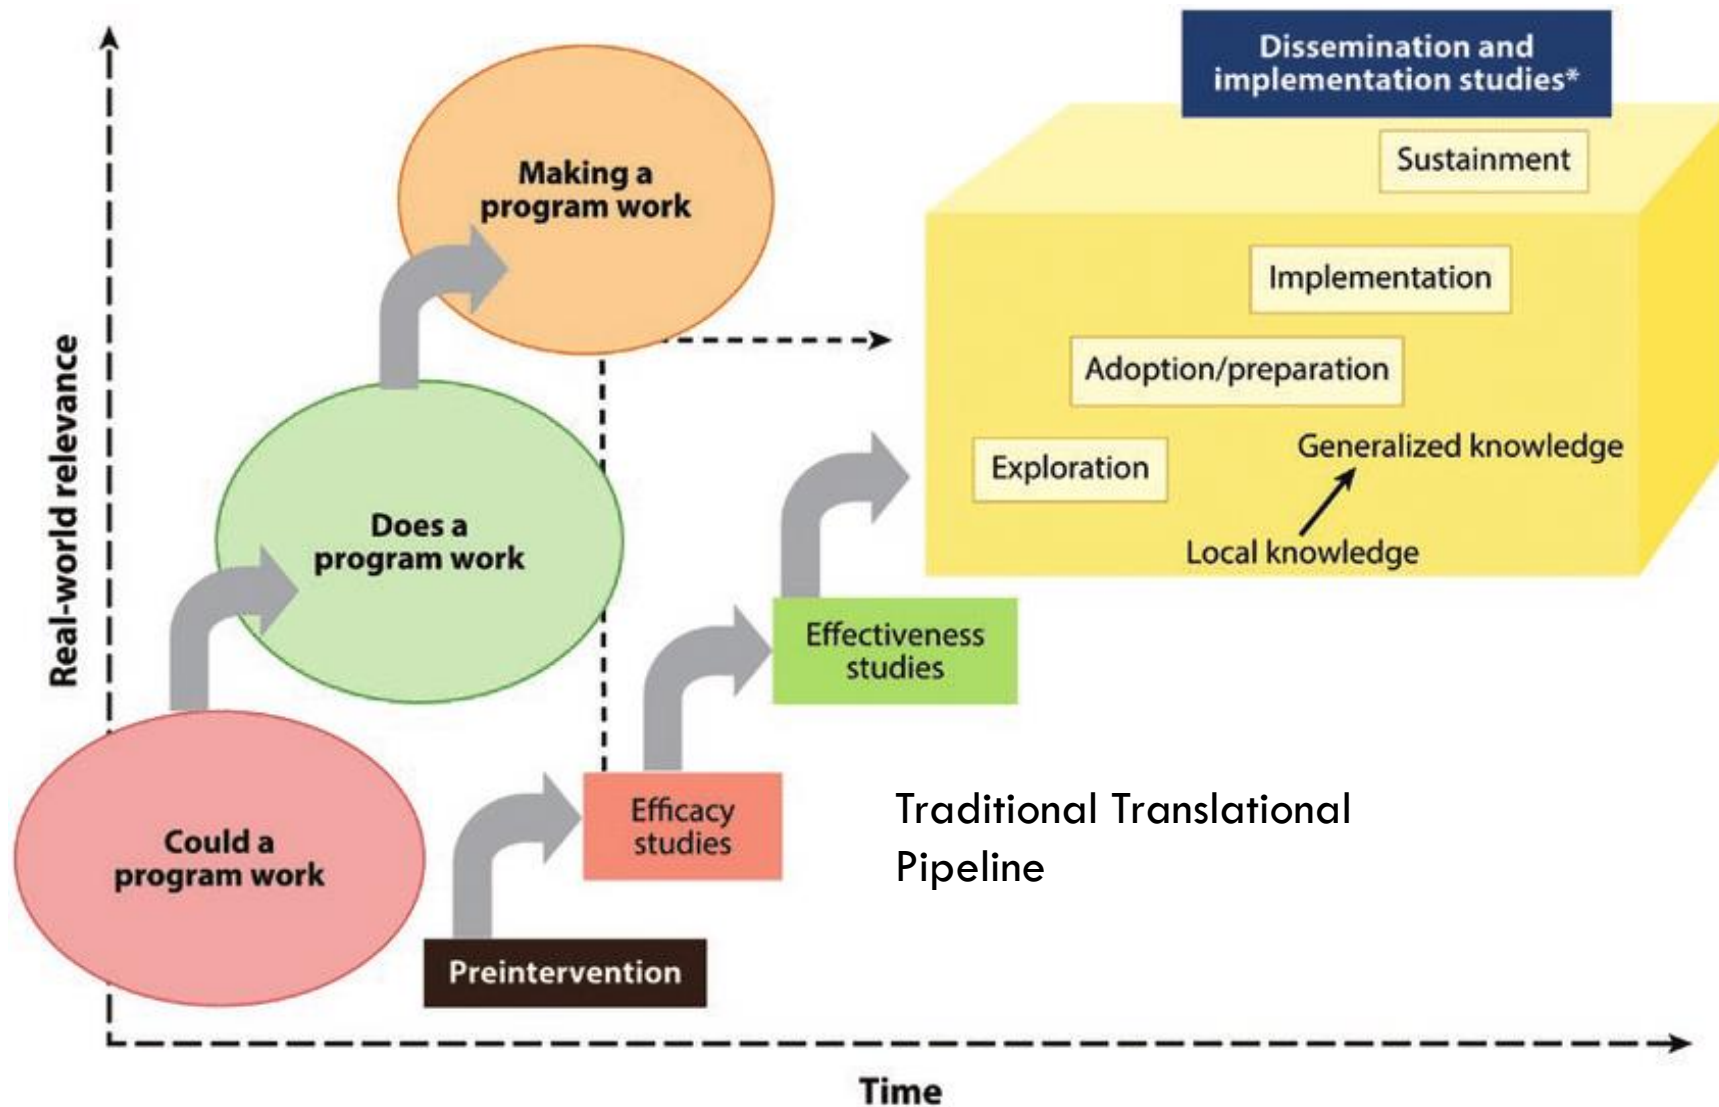 Dissemination and
implementation studies*
Sustainment
Making a
program work
Implementation
Adoption/preparation
Generalized knowledge
Exploration
Local knowledge
Real-world relevance
Does a
program work
Effectiveness
studies
Efficacy
studies
Traditional Translational
Pipeline
Could a
program work
Preintervention
Time